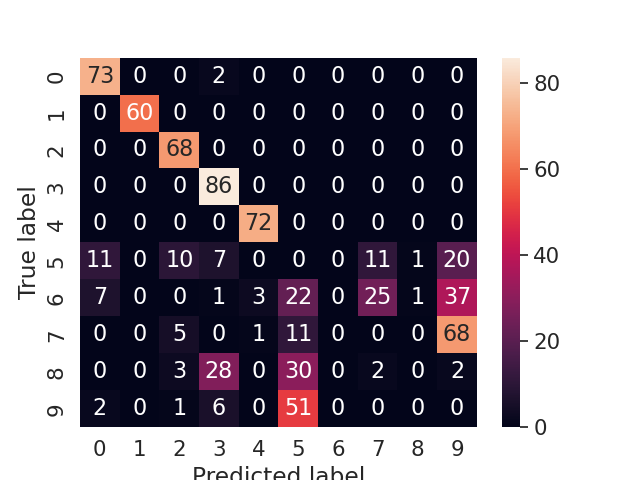 0 73 0 0 2 0 0 0 0 0 0
1 0 60 0 0 0 0 0 0 0 0
2 0 0 68 0 0 0 0 0 0 0
3 0 0 0 86 0 0 0 0 0 0
4 0 0 0 0 72 0 0 0 0 0
5 11 0 10 7 0 0 0 11 1 20
6 7 0 0 1 3 22 0 25 1 37
7 0 0 5 0 1 11 0 0 0 68
8 0 0 3 28 0 30 0 2 0 2
9 2 0 1 6 0 51 0 0 0 0
0 1 2 3 4 5 6 7 8 9
True label
Predicted label
80
60
40
20
0